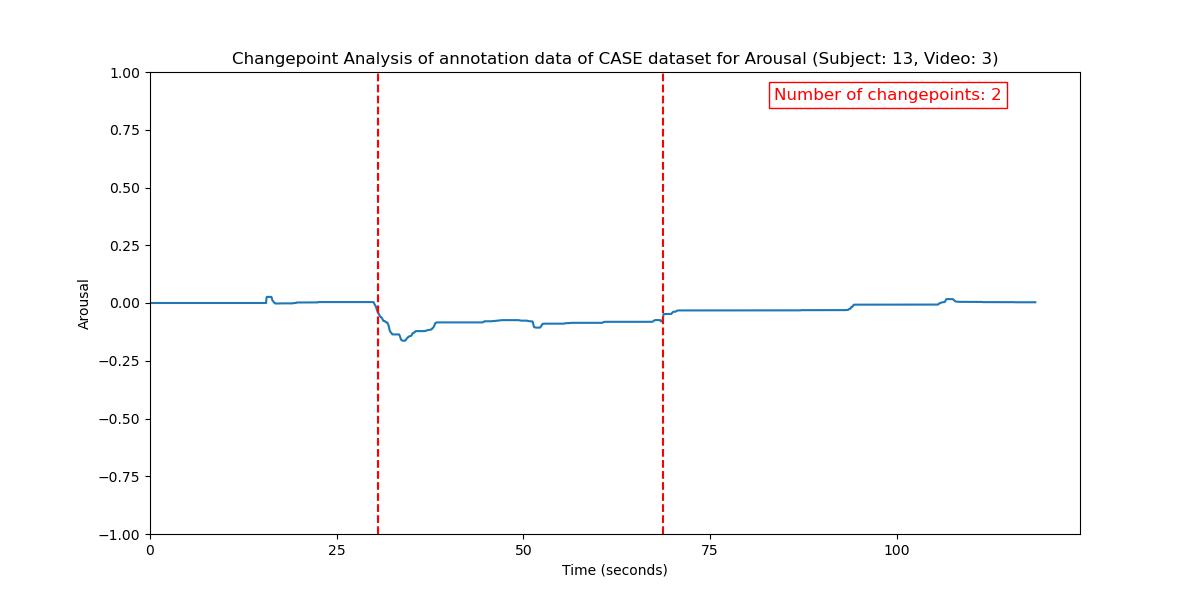 Changepoint Analysis of annotation data of CASE dataset for Arousal (Subject: 13, Video: 3)
Number of changepoints: 2
1.00
0.75
0.50
0.25
0.00
−0.25
−0.50
−0.75
−1.00
Arousal
0 25 50 75 100
Time (seconds)